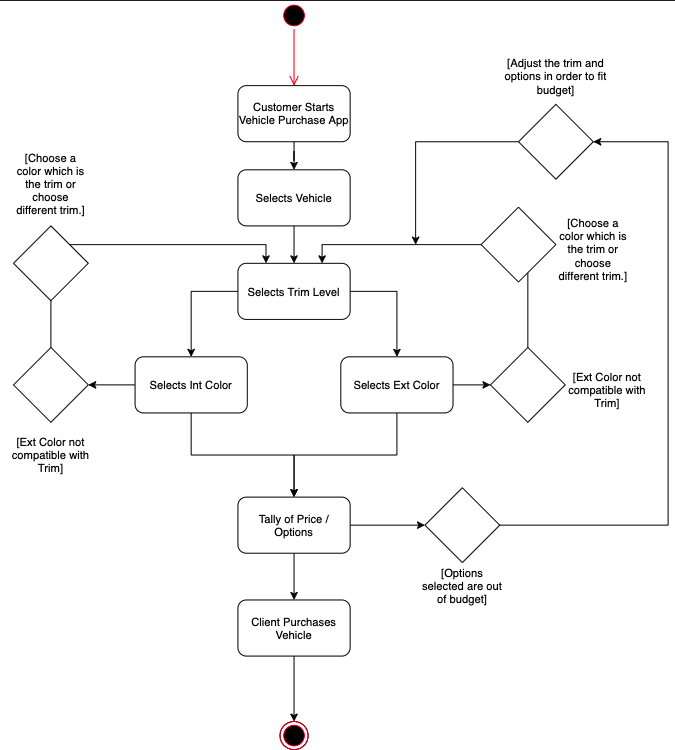 [Adjust the trim and
options in order to fit
budget]
Customer Starts
Vehicle Purchase App
[Choose a
color which is
the trim or
choose
different trim.]
Selects Vehicle
[Choose a
color which is
the trim or
choose
different trim.]
Selects Trim Level
Selects Int Color
Selects Ext Color
[Ext Color not
compatible with
Trim]
[Ext Color not
compatible with
Trim]
Tally of Price /
Options
[Options
selected are out
of budget]
Client Purchases
Vehicle